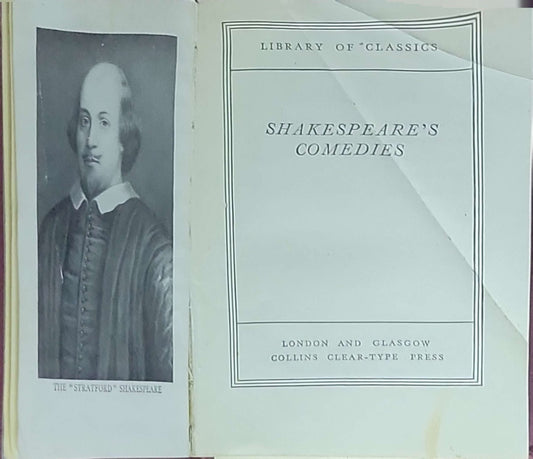 THE "STRATFORD" SHAKESPEARE
LIBRARY OF CLASSICS
SHAKESPEARE'S
COMEDIES
LONDON AND GLASGOW
COLLINS CLEAR-TYPE PRESS